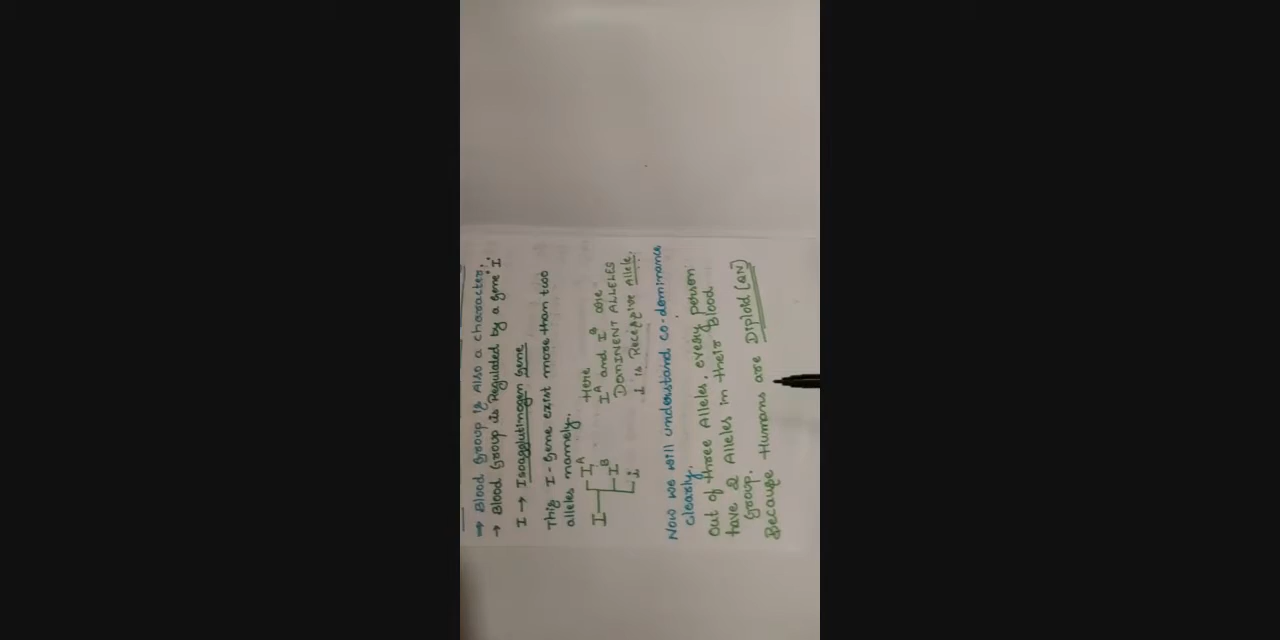 → Blood Group is Also a character.
→ Blood Group is Regulated by a gene "I".
I → Isoagglutinogen Gene
This I - Gene exist more than two
alleles namely.
I
I^A
I^B
i
Here
I^A and I^B are
DOMINENT ALLELES
i is Recessive Allele.
Now we will understand co-dominance
clearly.
Out of three Alleles, every person
have 2 Alleles in their Blood
Group.
Because Humans are Diploid (2N)